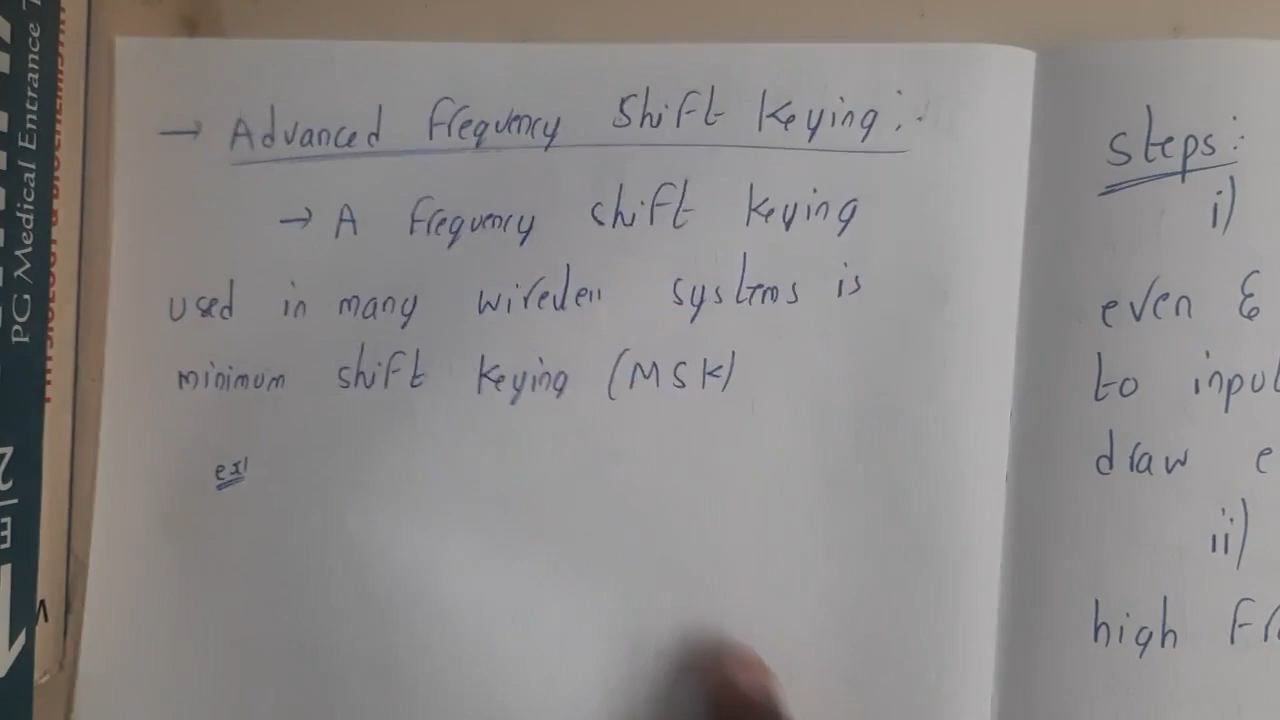 → Advanced Frequency Shift Keying:-
→ A Frequency shift Keying
used in many wireless systems is
minimum shift Keying (MSK)
ex:
steps:-
i)
even &
to input
draw e
ii)
high Fr
PG Medical Entrance T